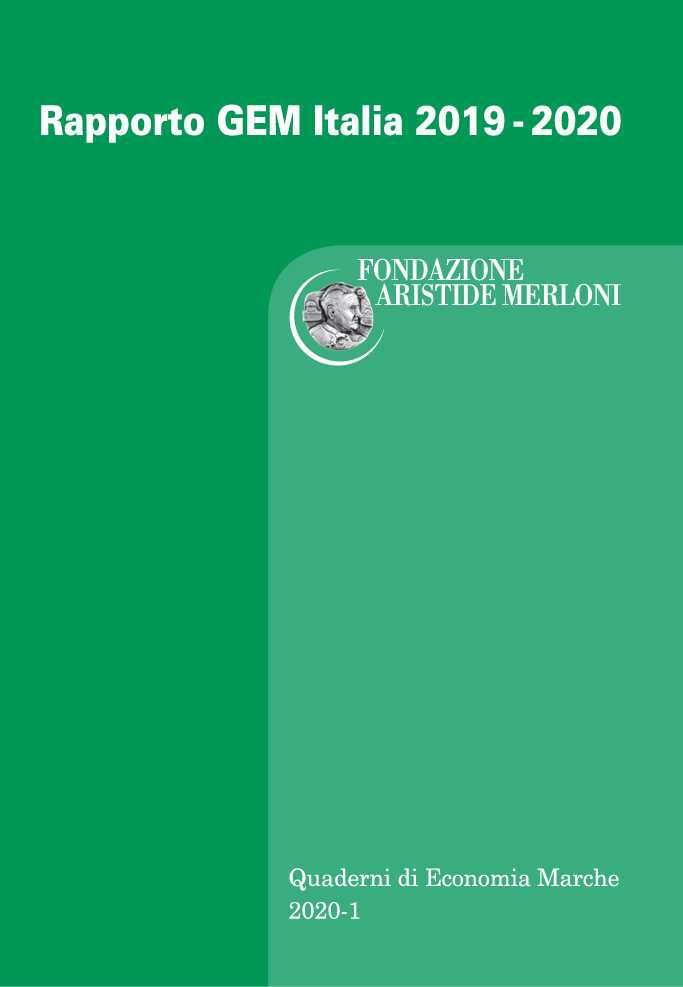 Rapporto GEM Italia 2019 - 2020
FONDAZIONE
ARISTIDE MERLONI
Quaderni di Economia Marche
2020-1